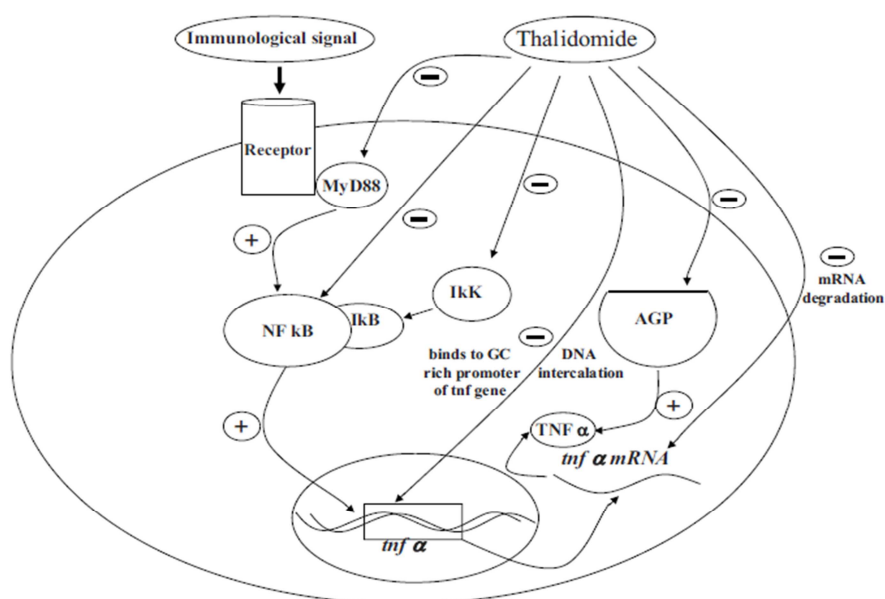 Immunological signal
Thalidomide
Receptor
MyD88
NF kB
IkB
IkK
AGP
mRNA
degradation
binds to GC
rich promoter
of tnf gene
DNA
intercalation
TNF α
tnf α mRNA
tnf α
+
+
+
−
−
−
−
−
−